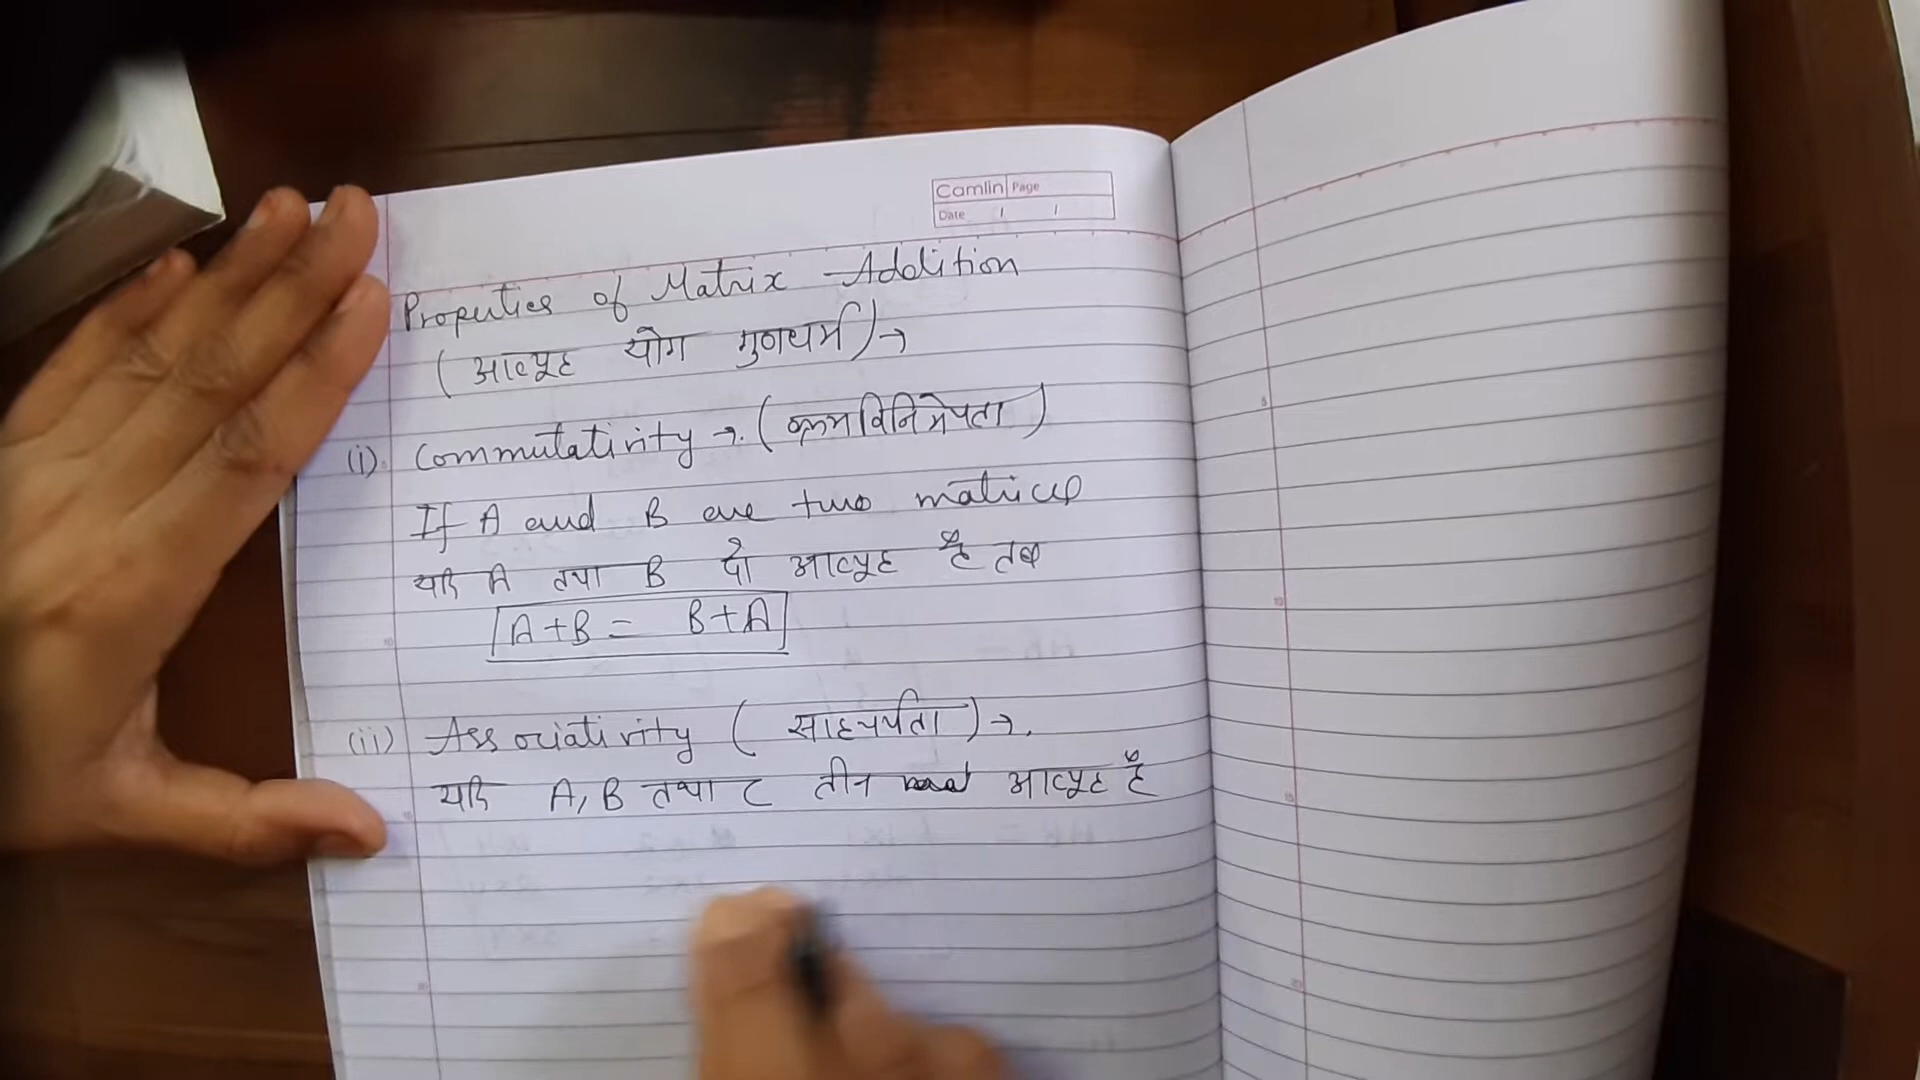 Camlin Page
Date / /
Properties of Matrix Addition
( आव्यूह योग गुणधर्म )→
(i). Commutativity →. ( क्रमविनिमेयता )
If A and B are two matrices
यदि A तथा B दो आव्यूह है तब
A+B = B+A
(ii) Associativity ( साहचर्यता )→.
यदि A, B तथा C तीन आव्यूह है